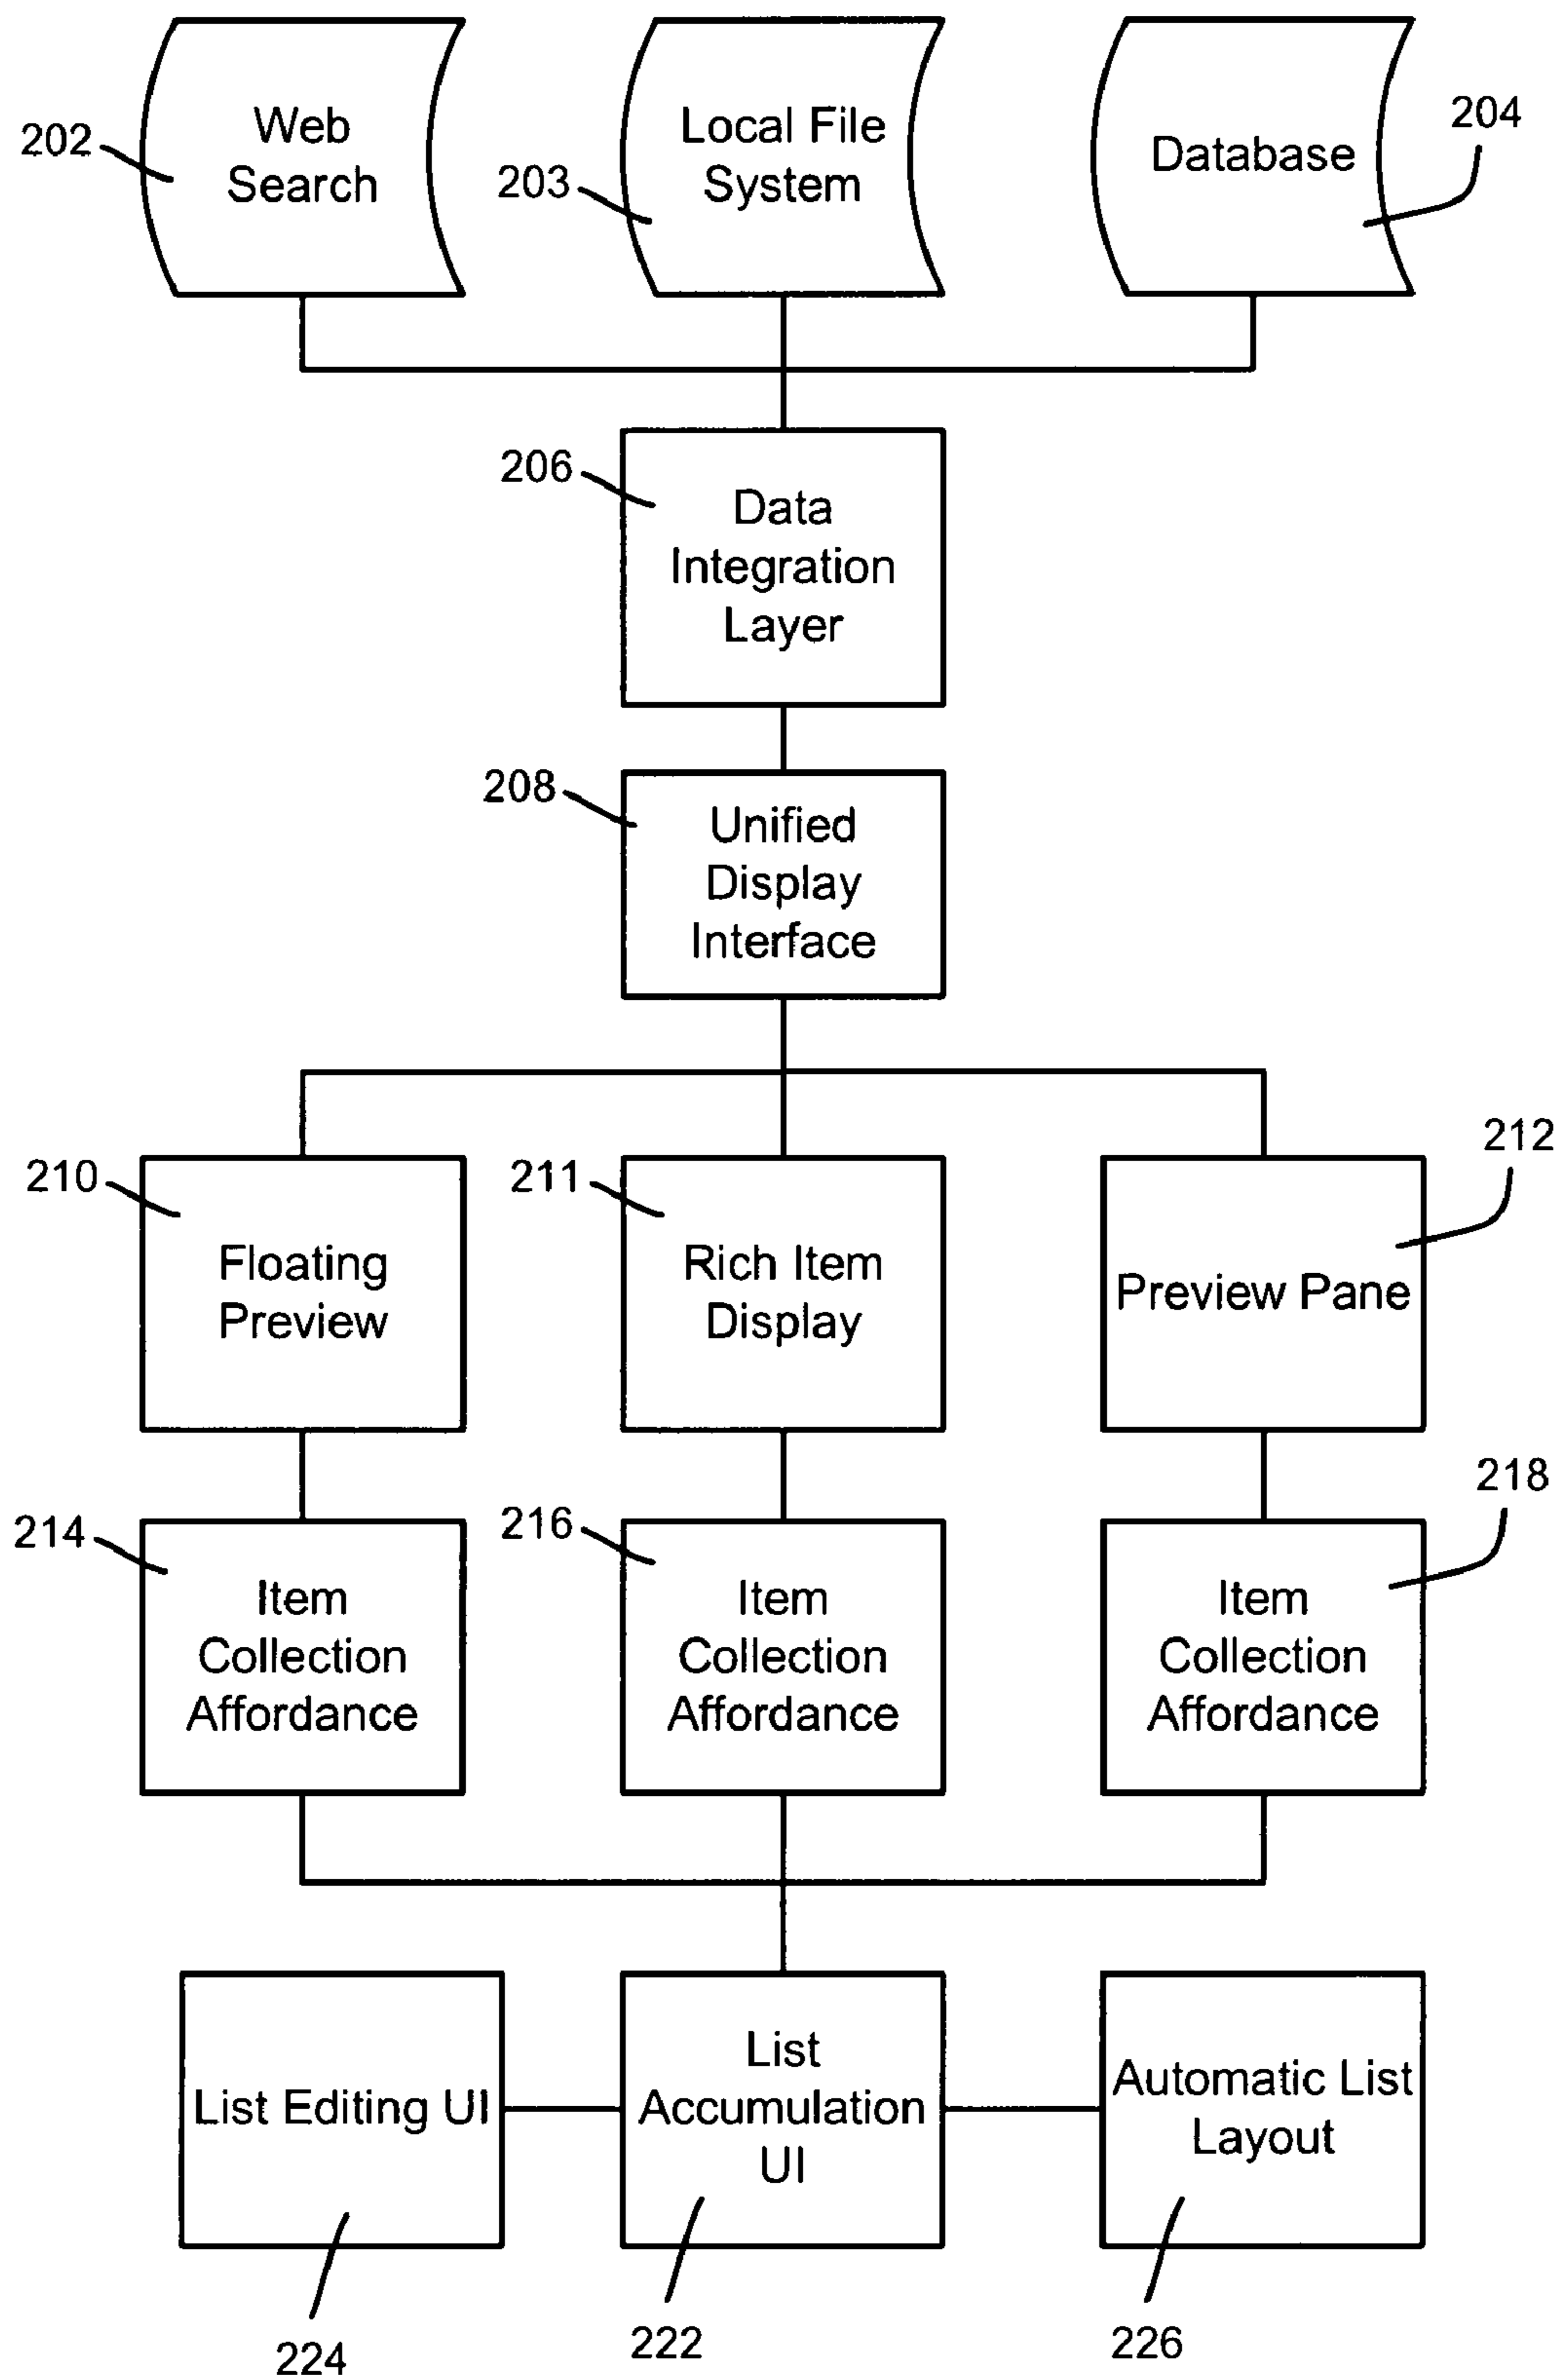 202
Web
Search
203
Local File
System
204
Database
206
Data
Integration
Layer
208
Unified
Display
Interface
210
Floating
Preview
211
Rich Item
Display
212
Preview Pane
214
Item
Collection
Affordance
216
Item
Collection
Affordance
218
Item
Collection
Affordance
List Editing UI
224
List
Accumulation
UI
222
Automatic List
Layout
226